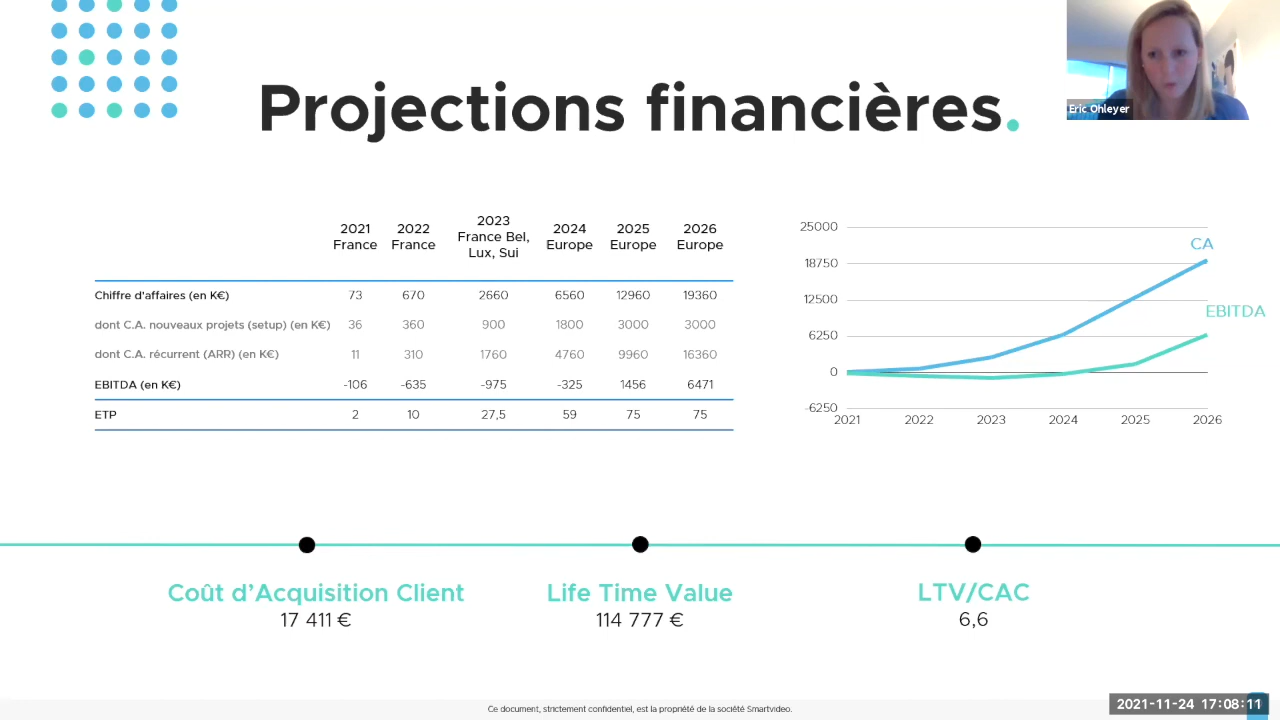 Projections financières.
Eric Ohleyer
2021 France
2022 France
2023 France Bel, Lux, Sui
2024 Europe
2025 Europe
2026 Europe
Chiffre d'affaires (en K€) 73 670 2660 6560 12960 19360
dont C.A. nouveaux projets (setup) (en K€) 36 360 900 1800 3000 3000
dont C.A. récurrent (ARR) (en K€) 11 310 1760 4760 9960 16360
EBITDA (en K€) -106 -635 -975 -325 1456 6471
ETP 2 10 27,5 59 75 75
25000
18750
12500
6250
0
-6250
CA
EBITDA
2021 2022 2023 2024 2025 2026
Coût d'Acquisition Client
17 411 €
Life Time Value
114 777 €
LTV/CAC
6,6
Ce document, strictement confidentiel, est la propriété de la société Smartvideo.
2021-11-24 17:08:11